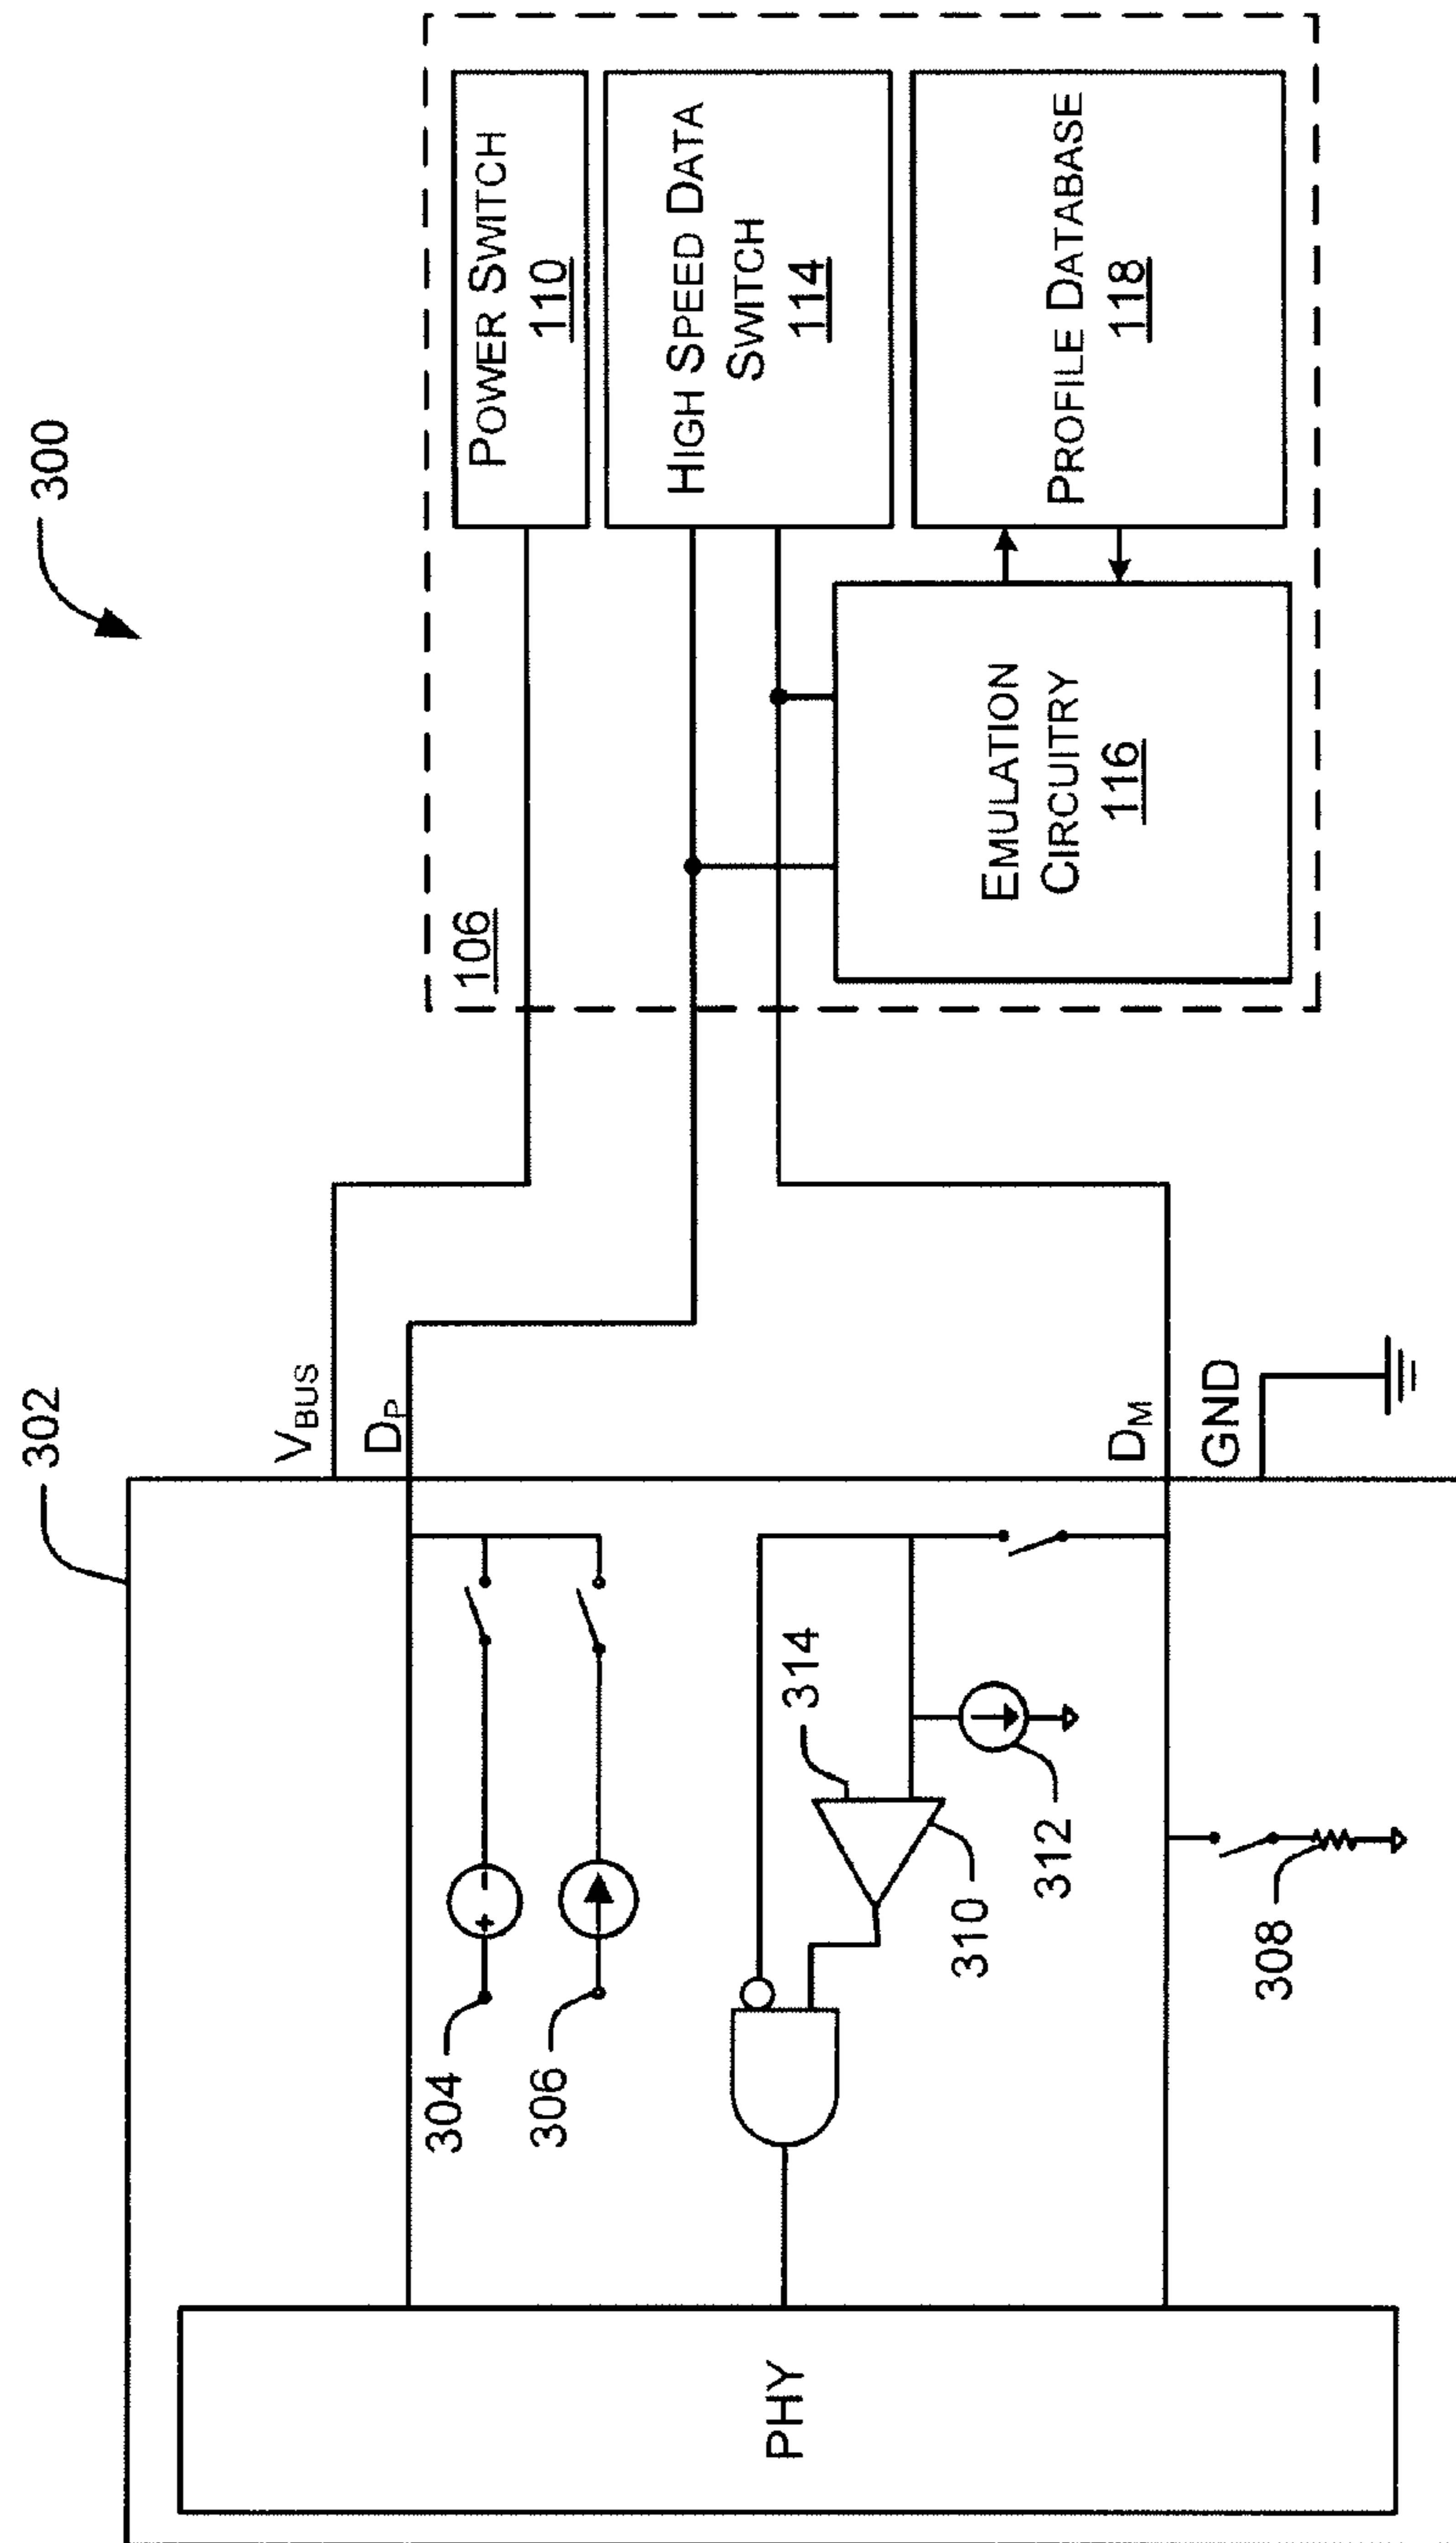 300
302
PHY
304
306
314
310
312
308
VBUS
DP
DM
GND
106
POWER SWITCH
110
HIGH SPEED DATA
SWITCH
114
EMULATION
CIRCUITRY
116
PROFILE DATABASE
118